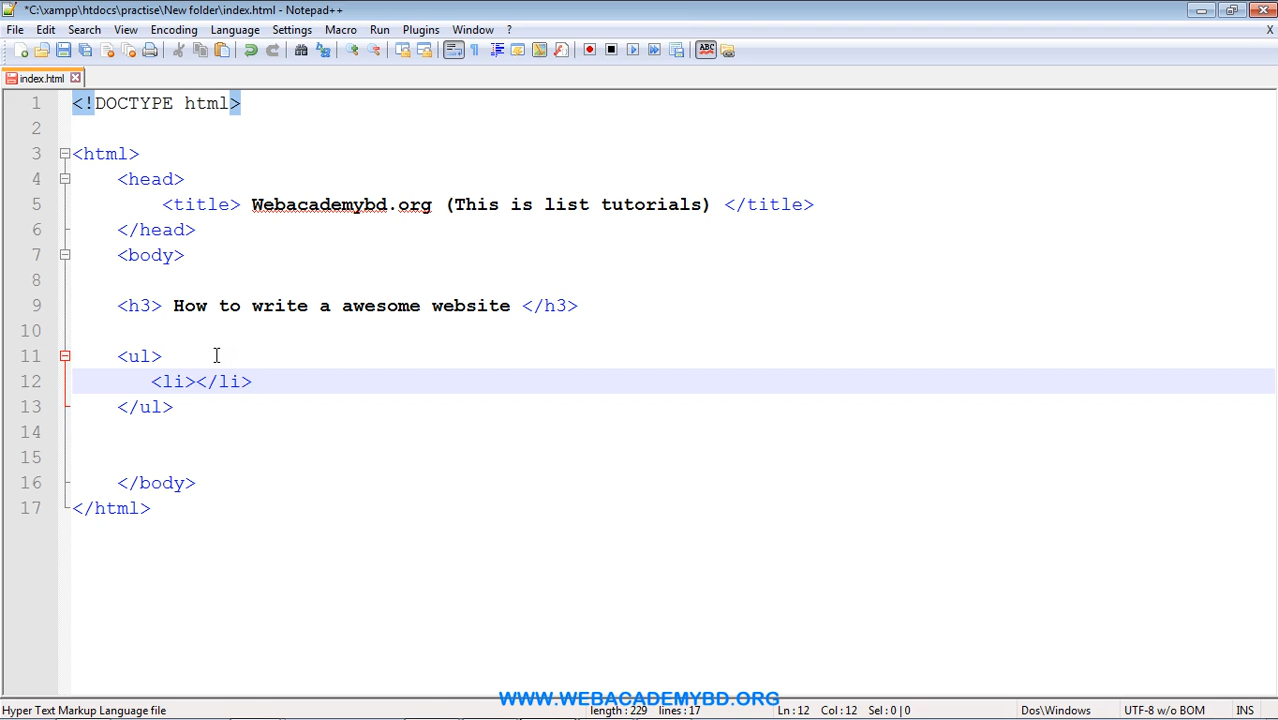 *C:\xampp\htdocs\practise\New folder\index.html - Notepad++
File Edit Search View Encoding Language Settings Macro Run Plugins Window ? X
index.html
1 <!DOCTYPE html>
2
3 <html>
4 <head>
5 <title> Webacademybd.org (This is list tutorials) </title>
6 </head>
7 <body>
8
9 <h3> How to write a awesome website </h3>
10
11 <ul>
12 <li></li>
13 </ul>
14
15
16 </body>
17 </html>
WWW.WEBACADEMYBD.ORG
Hyper Text Markup Language file length : 229 lines : 17 Ln : 12 Col : 12 Sel : 0 | 0 Dos\Windows UTF-8 w/o BOM INS